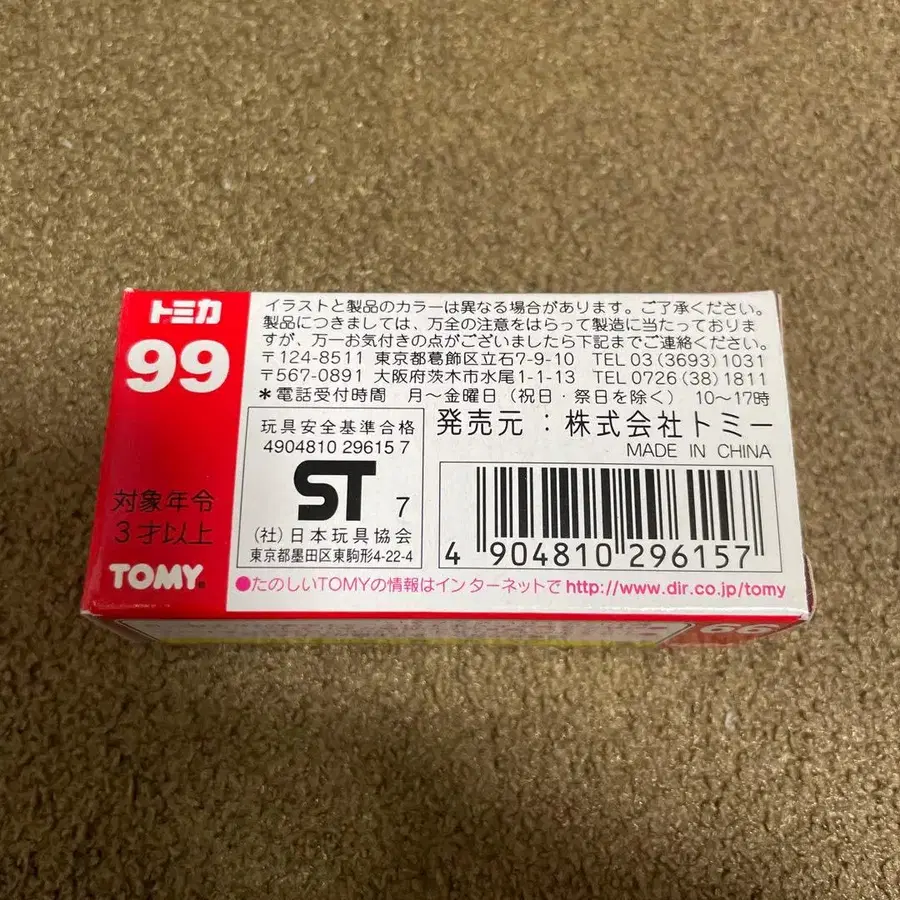 トミカ
99
対象年令
3才以上
TOMY
イラストと製品のカラーは異なる場合があります。ご了承ください。
製品につきましては、万全の注意をはらって製造に当たっておりま
すが、万一お気付きの点がございましたら下記までご連絡ください。
〒124-8511 東京都葛飾区立石7-9-10 TEL 03 (3693) 1031
〒567-0891 大阪府茨木市水尾1-1-13 TEL 0726 (38) 1811
＊電話受付時間 月～金曜日（祝日・祭日を除く） 10～17時
玩具安全基準合格
4904810 29615 7
ST 7
(社)日本玩具協会
東京都墨田区東駒形4-22-4
発売元：株式会社トミー
MADE IN CHINA
4 904810 296157
●たのしいTOMYの情報はインターネットで http://www.dir.co.jp/tomy
99